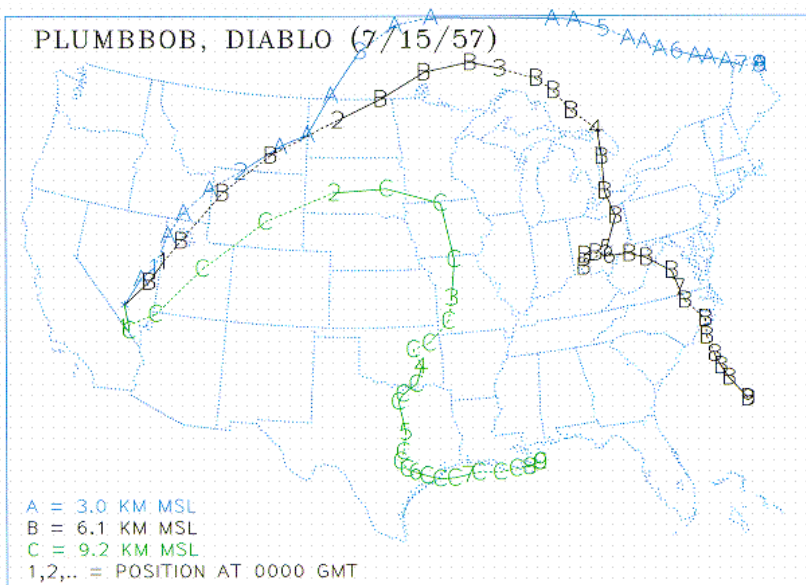 PLUMBBOB, DIABLO (7/15/57)
A = 3.0 KM MSL
B = 6.1 KM MSL
C = 9.2 KM MSL
1,2,.. = POSITION AT 0000 GMT